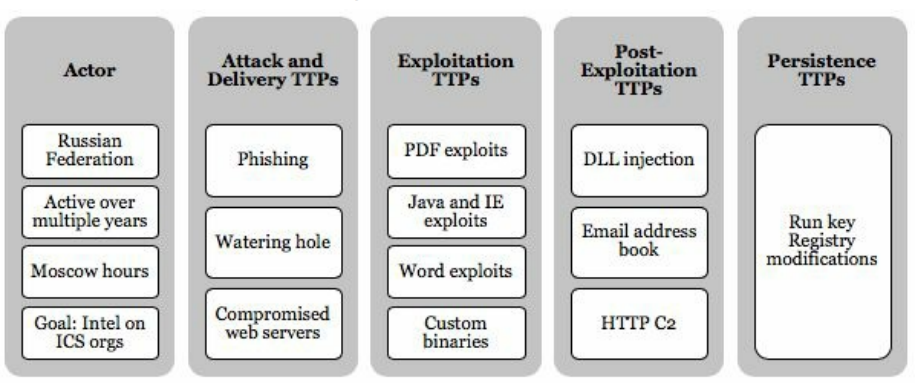 Actor
Russian
Federation
Active over
multiple years
Moscow hours
Goal: Intel on
ICS orgs
Attack and
Delivery TTPs
Phishing
Watering hole
Compromised
web servers
Exploitation
TTPs
PDF exploits
Java and IE
exploits
Word exploits
Custom
binaries
Post-
Exploitation
TTPs
DLL injection
Email address
book
HTTP C2
Persistence
TTPs
Run key
Registry
modifications